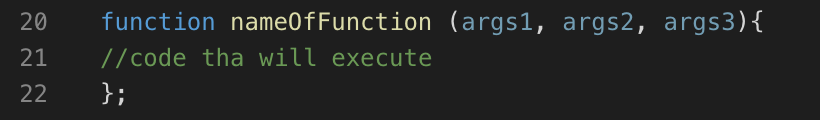 20 function nameOfFunction (args1, args2, args3){
21 //code tha will execute
22 };